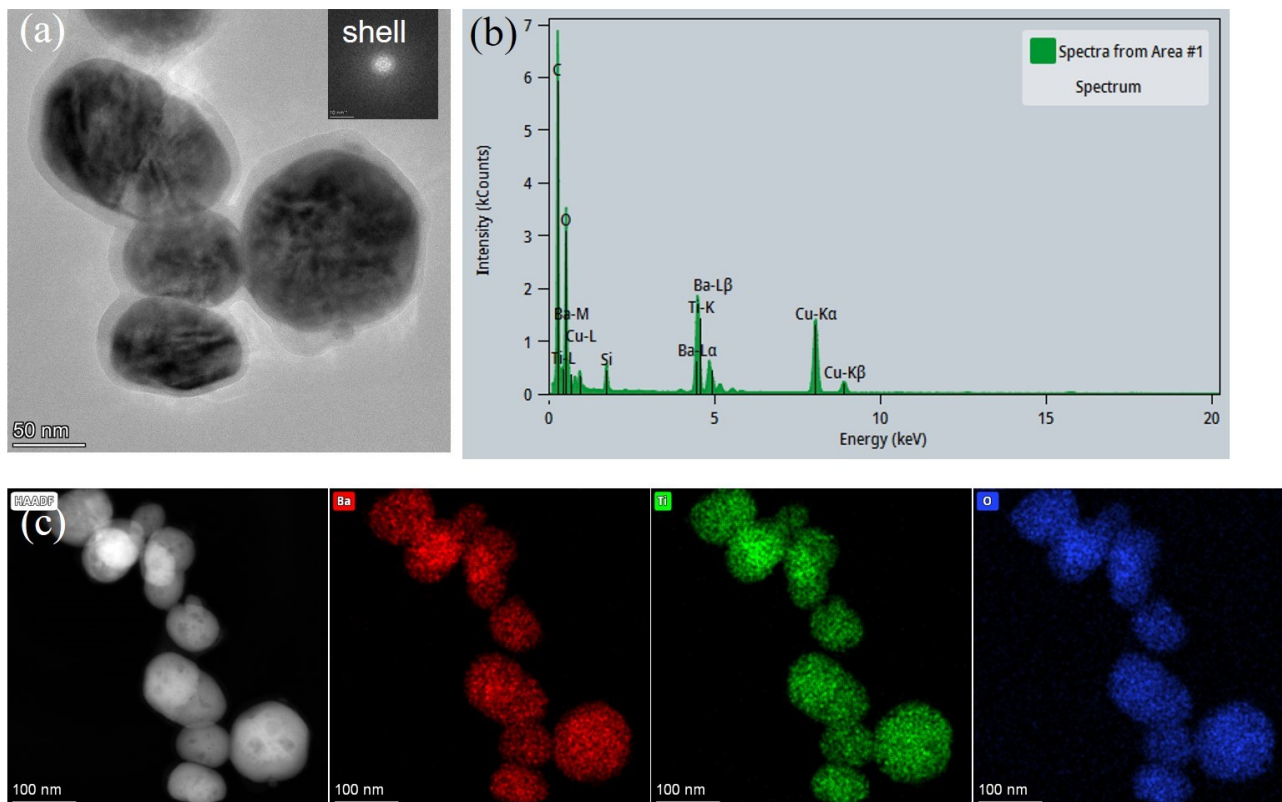 (a)
shell
50 nm
(b)
Spectra from Area #1
Spectrum
Intensity (kCounts)
7
6
5
4
3
2
1
0
C
O
Ba-M
Cu-L
Ti-L
Si
Ba-Lβ
Ti-K
Ba-Lα
Cu-Kα
Cu-Kβ
0
5
10
15
20
Energy (keV)
HAADF
(c)
100 nm
Ba
100 nm
Ti
100 nm
O
100 nm